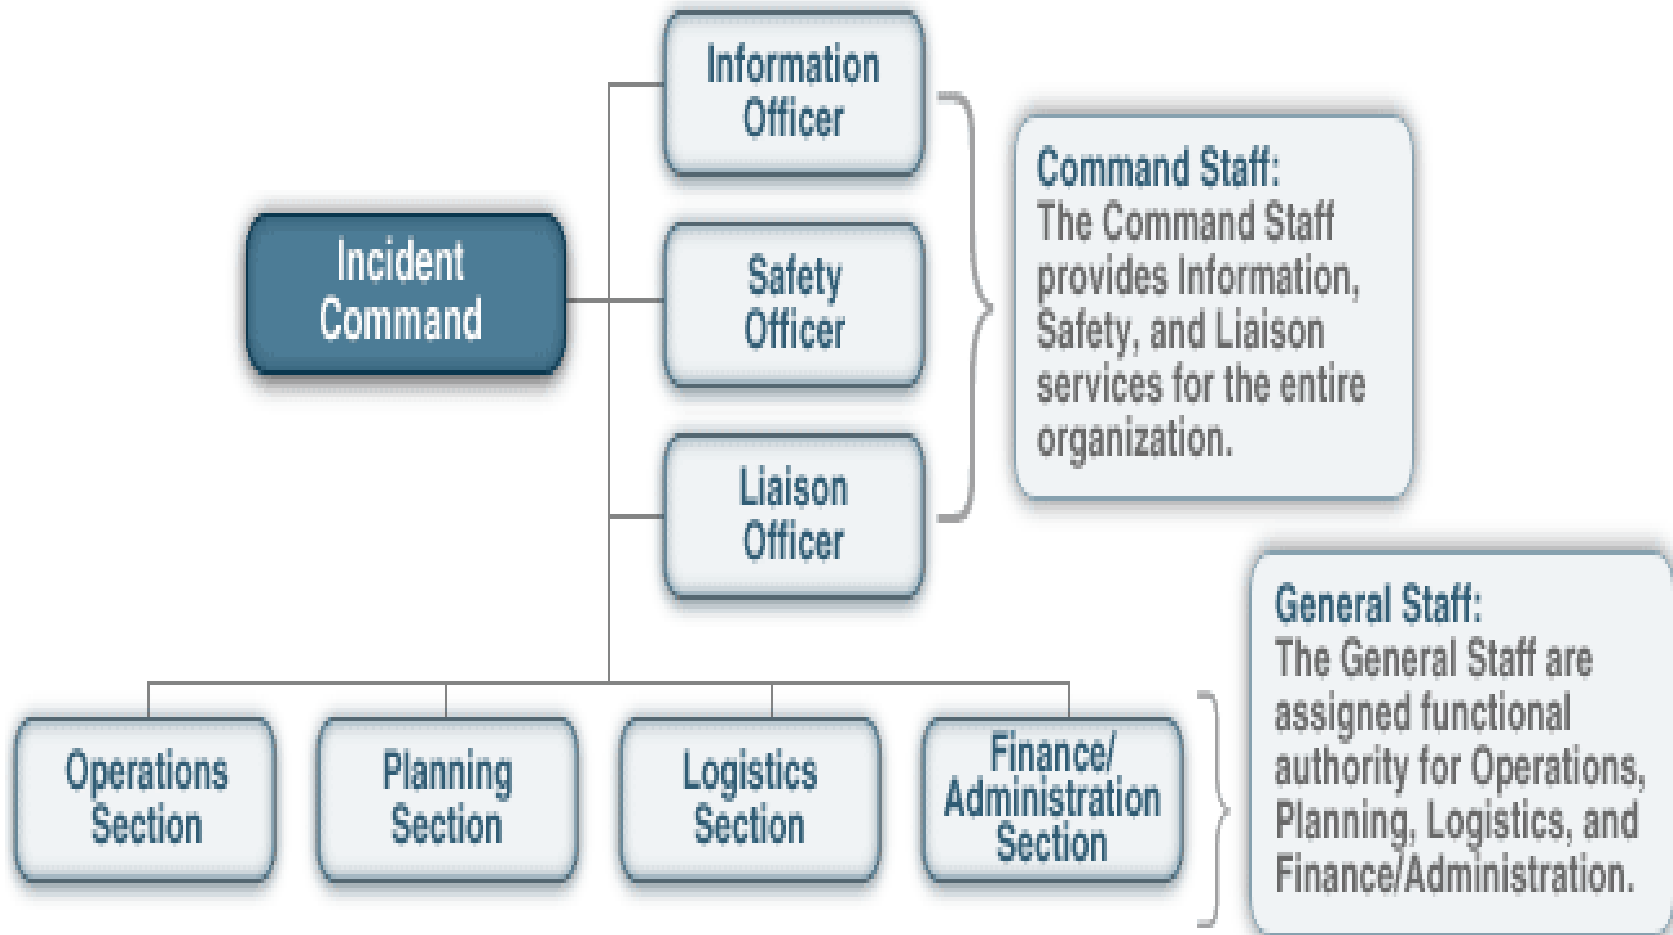 Information
Officer
Incident
Command
Safety
Officer
Liaison
Officer
Command Staff:
The Command Staff
provides Information,
Safety, and Liaison
services for the entire
organization.
Operations
Section
Planning
Section
Logistics
Section
Finance/
Administration
Section
General Staff:
The General Staff are
assigned functional
authority for Operations,
Planning, Logistics, and
Finance/Administration.